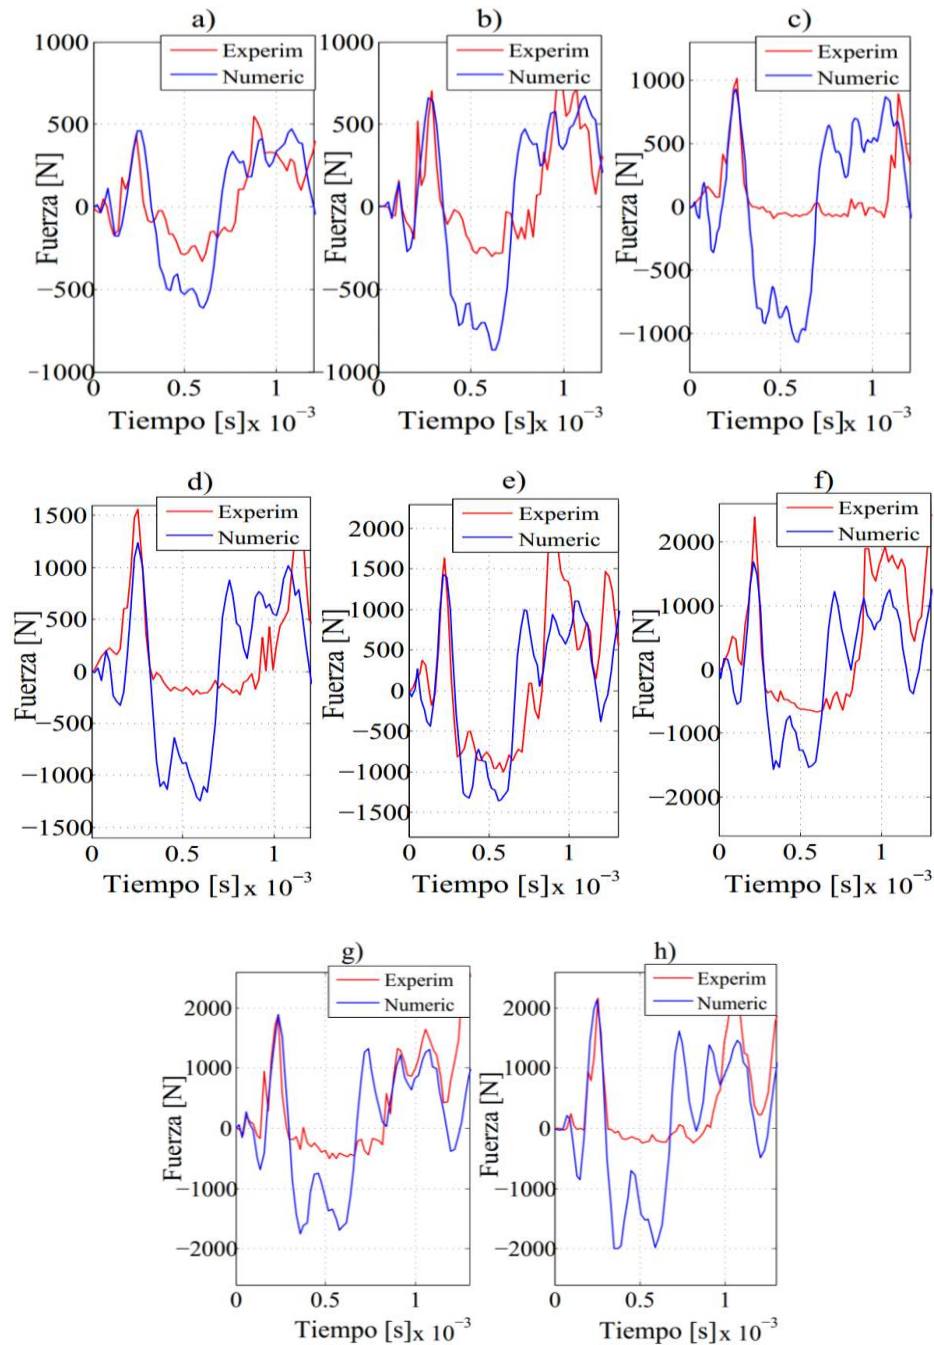 a)
b)
c)
1000
500
0
−500
-1000
Fuerza [N]
Experim
Numeric
0
0.5
1
Tiempo [s]x 10−3
1000
500
0
−500
1000
Fuerza [N]
Experim
Numeric
0
0.5
1
Tiempo [s]x 10−3
1000
500
0
−500
−1000
Fuerza [N]
Experim
Numeric
0
0.5
1
Tiempo [s]x 10−3
d)
e)
f)
1500
1000
500
0
−500
−1000
−1500
Fuerza [N]
Experim
Numeric
0
0.5
1
Tiempo [s]x 10−3
2000
1500
1000
500
0
−500
−1000
−1500
Fuerza [N]
Experim
Numeric
0
0.5
1
Tiempo [s]x 10−3
2000
1000
0
−1000
−2000
Fuerza [N]
Experim
Numeric
0
0.5
1
Tiempo [s]x 10−3
g)
h)
2000
1000
0
−1000
−2000
Fuerza [N]
Experim
Numeric
0
0.5
1
Tiempo [s]x 10−3
2000
1000
0
−1000
−2000
Fuerza [N]
Experim
Numeric
0
0.5
1
Tiempo [s]x 10−3